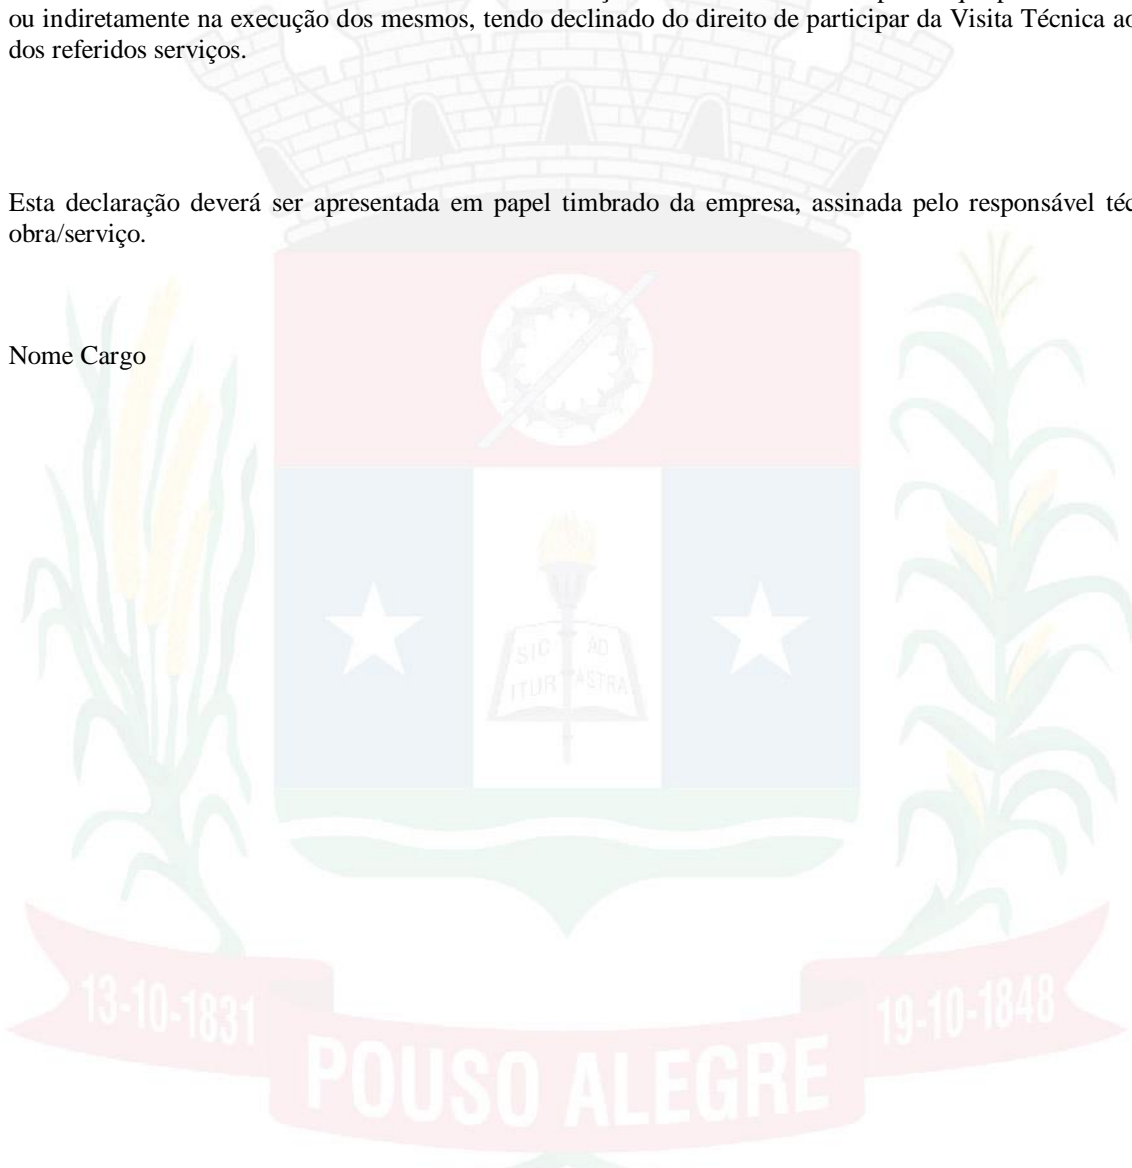 ou indiretamente na execução dos mesmos, tendo declinado do direito de participar da Visita Técnica ao
dos referidos serviços.
Esta declaração deverá ser apresentada em papel timbrado da empresa, assinada pelo responsável téc
obra/serviço.
Nome Cargo
SIC AD
ITUR ASTRA
13-10-1831
19-10-1848
POUSO ALEGRE